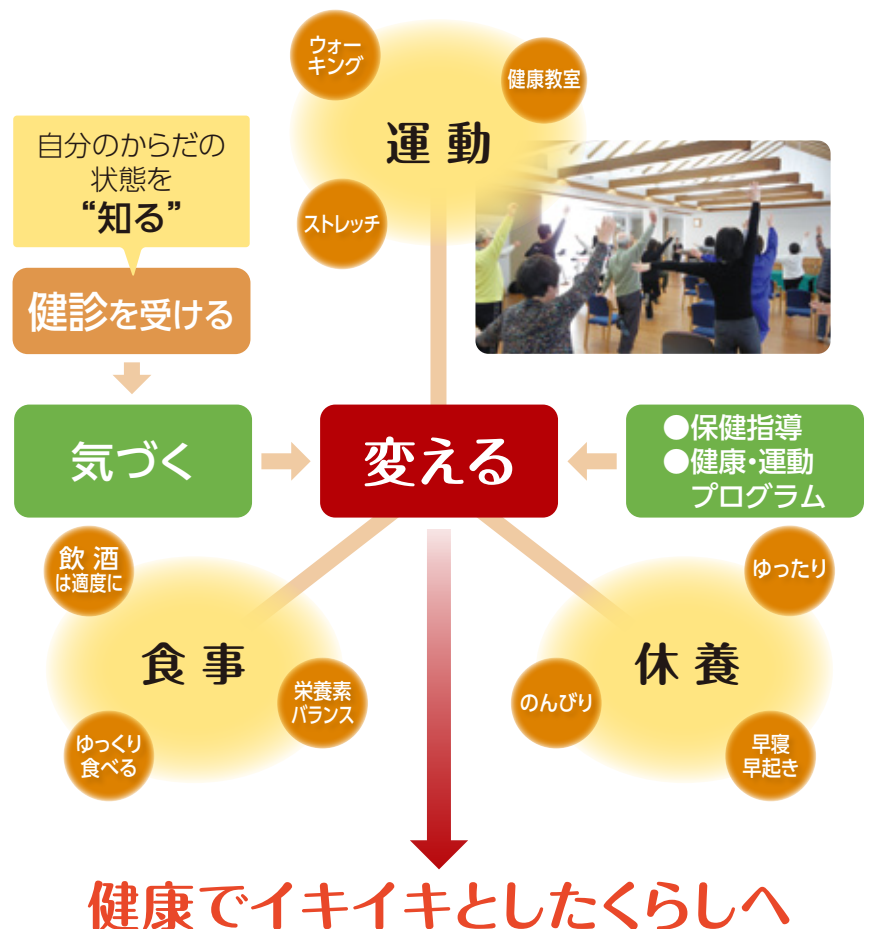 ウォー
キング
健康教室
運動
ストレッチ
自分のからだの
状態を
“知る”
健診を受ける
気づく
変える
●保健指導
●健康・運動
プログラム
飲酒
は適度に
食事
栄養素
バランス
ゆっくり
食べる
ゆったり
休養
のんびり
早寝
早起き
健康でイキイキとしたくらしへ